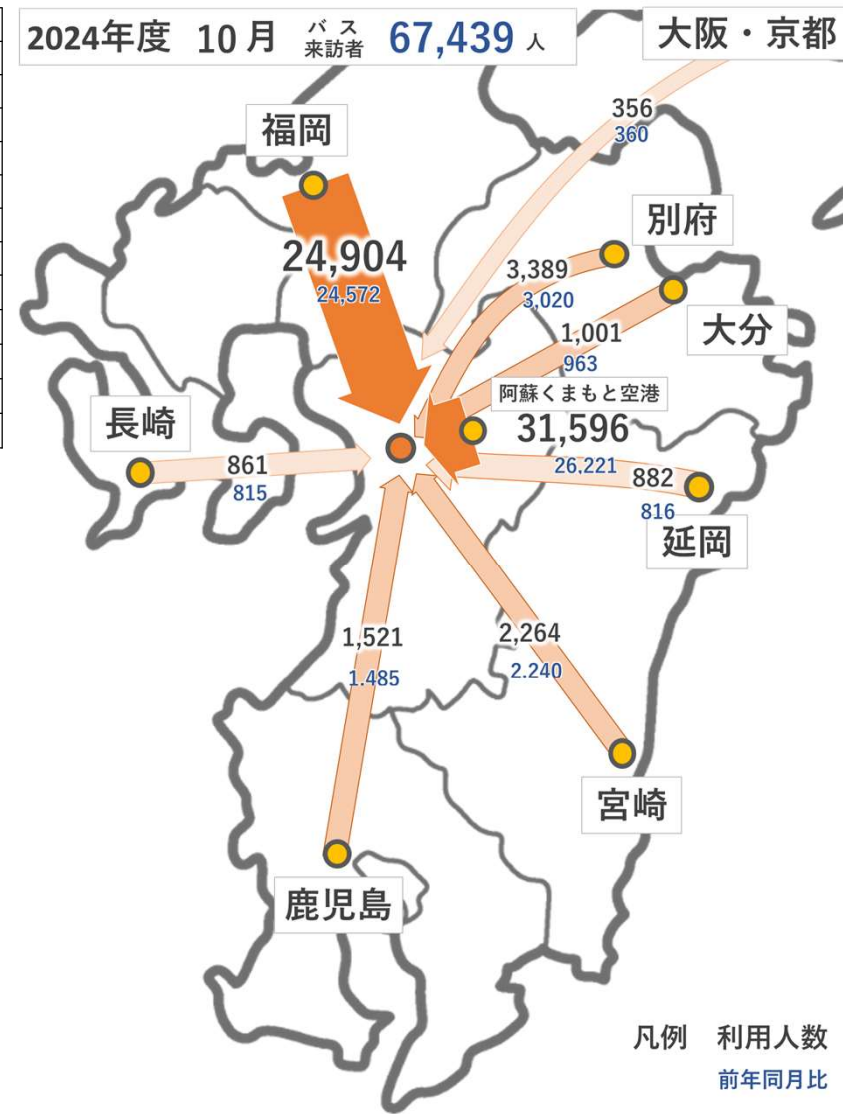 2024年度 10月 バス来訪者 67,439 人
大阪・京都
356
360
福岡
24,904
24,572
別府
3,389
3,020
大分
1,001
963
阿蘇くまもと空港
31,596
26,221
長崎
861
815
882
816
延岡
1,521
1.485
2,264
2.240
宮崎
鹿児島
凡例 利用人数
前年同月比